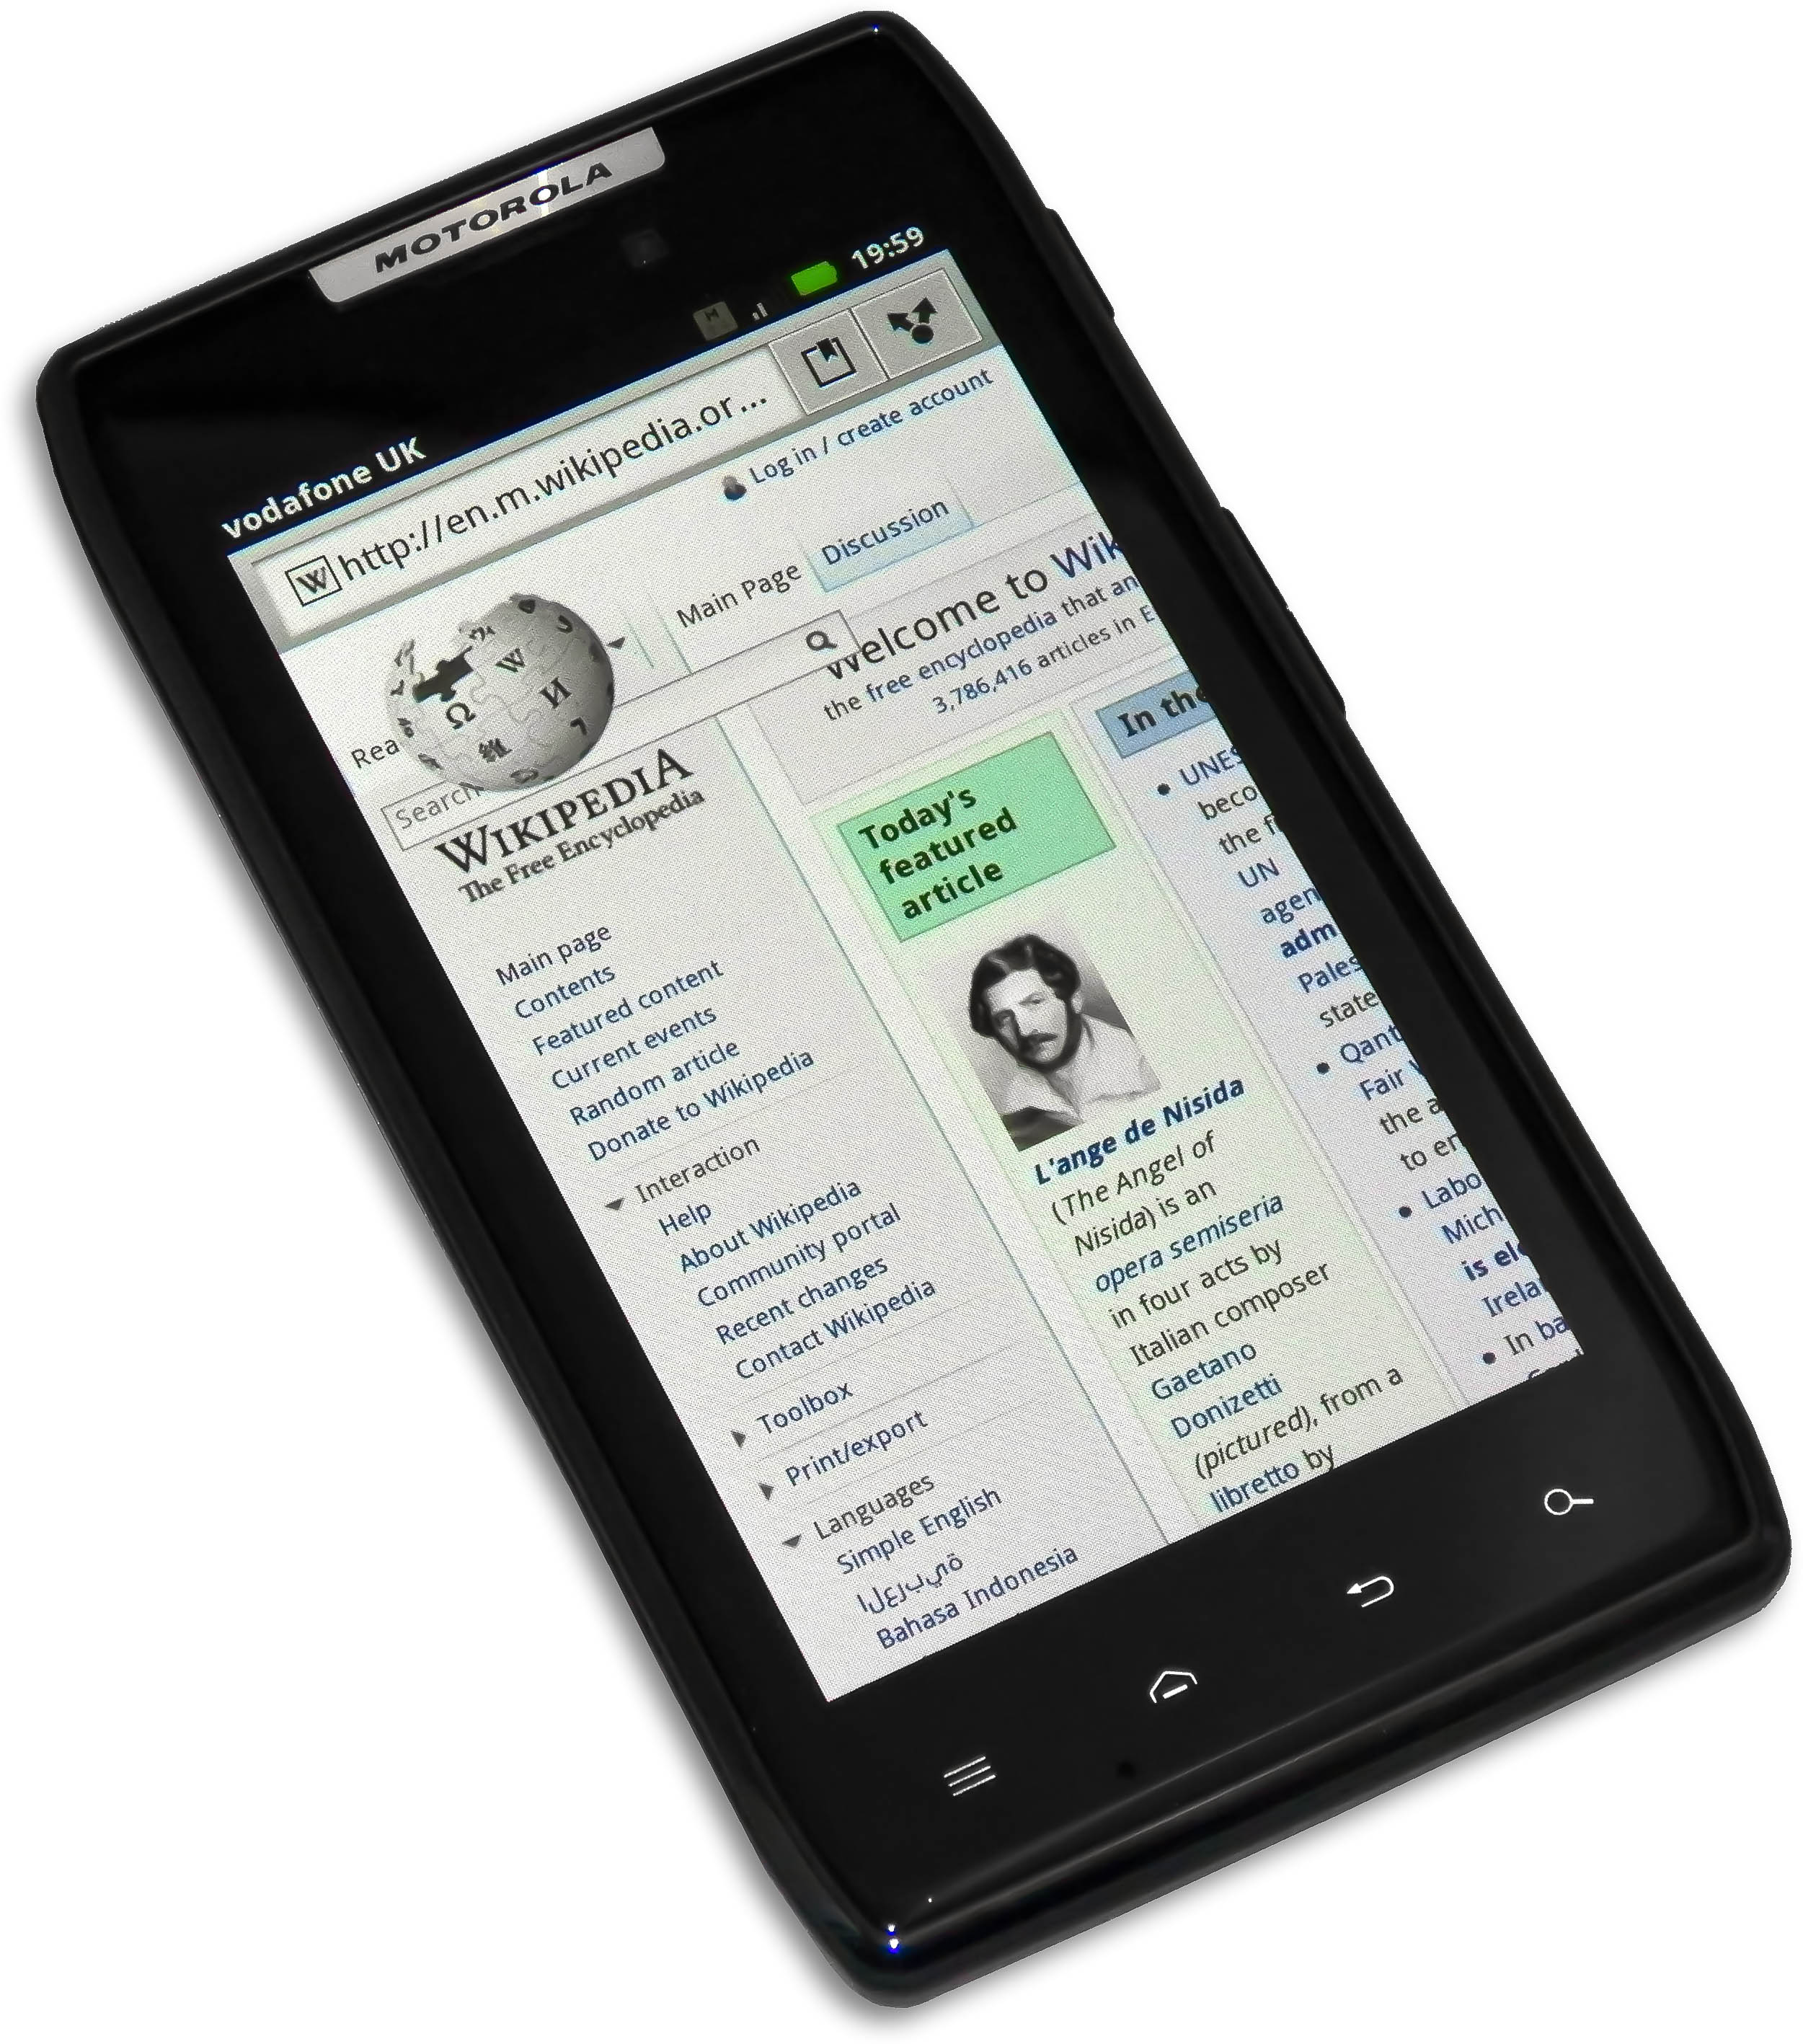 MOTOROLA
19:59
vodafone UK
W http://en.m.wikipedia.or...
Log in / create account
Main Page
Discussion
Rea
Search
WIKIPEDIA
The Free Encyclopedia
Main page
Contents
Featured content
Current events
Random article
Donate to Wikipedia
Interaction
Help
About Wikipedia
Community portal
Recent changes
Contact Wikipedia
Toolbox
Print/export
Languages
Simple English
العربية
Bahasa Indonesia
Welcome to Wik
the free encyclopedia that an
3,786,416 articles in E
Today's
featured
article
L'ange de Nisida
(The Angel of
Nisida) is an
opera semiseria
in four acts by
Italian composer
Gaetano
Donizetti
(pictured), from a
libretto by
In the
UNES
beco
the f
UN
agen
adm
Pales
state
Qant
Fair
the a
to en
Labo
Mich
is ele
Irela
In ba